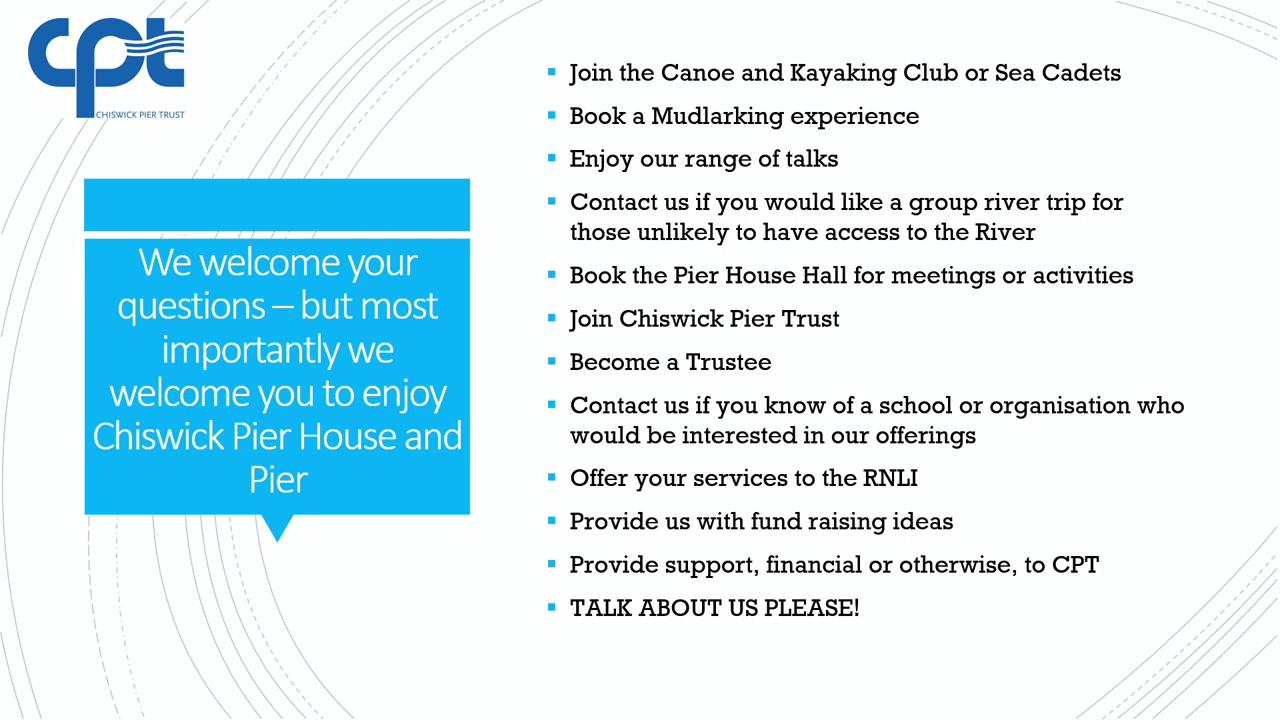 cpt
CHISWICK PIER TRUST
We welcome your
questions – but most
importantly we
welcome you to enjoy
Chiswick Pier House and
Pier
Join the Canoe and Kayaking Club or Sea Cadets
Book a Mudlarking experience
Enjoy our range of talks
Contact us if you would like a group river trip for
those unlikely to have access to the River
Book the Pier House Hall for meetings or activities
Join Chiswick Pier Trust
Become a Trustee
Contact us if you know of a school or organisation who
would be interested in our offerings
Offer your services to the RNLI
Provide us with fund raising ideas
Provide support, financial or otherwise, to CPT
TALK ABOUT US PLEASE!